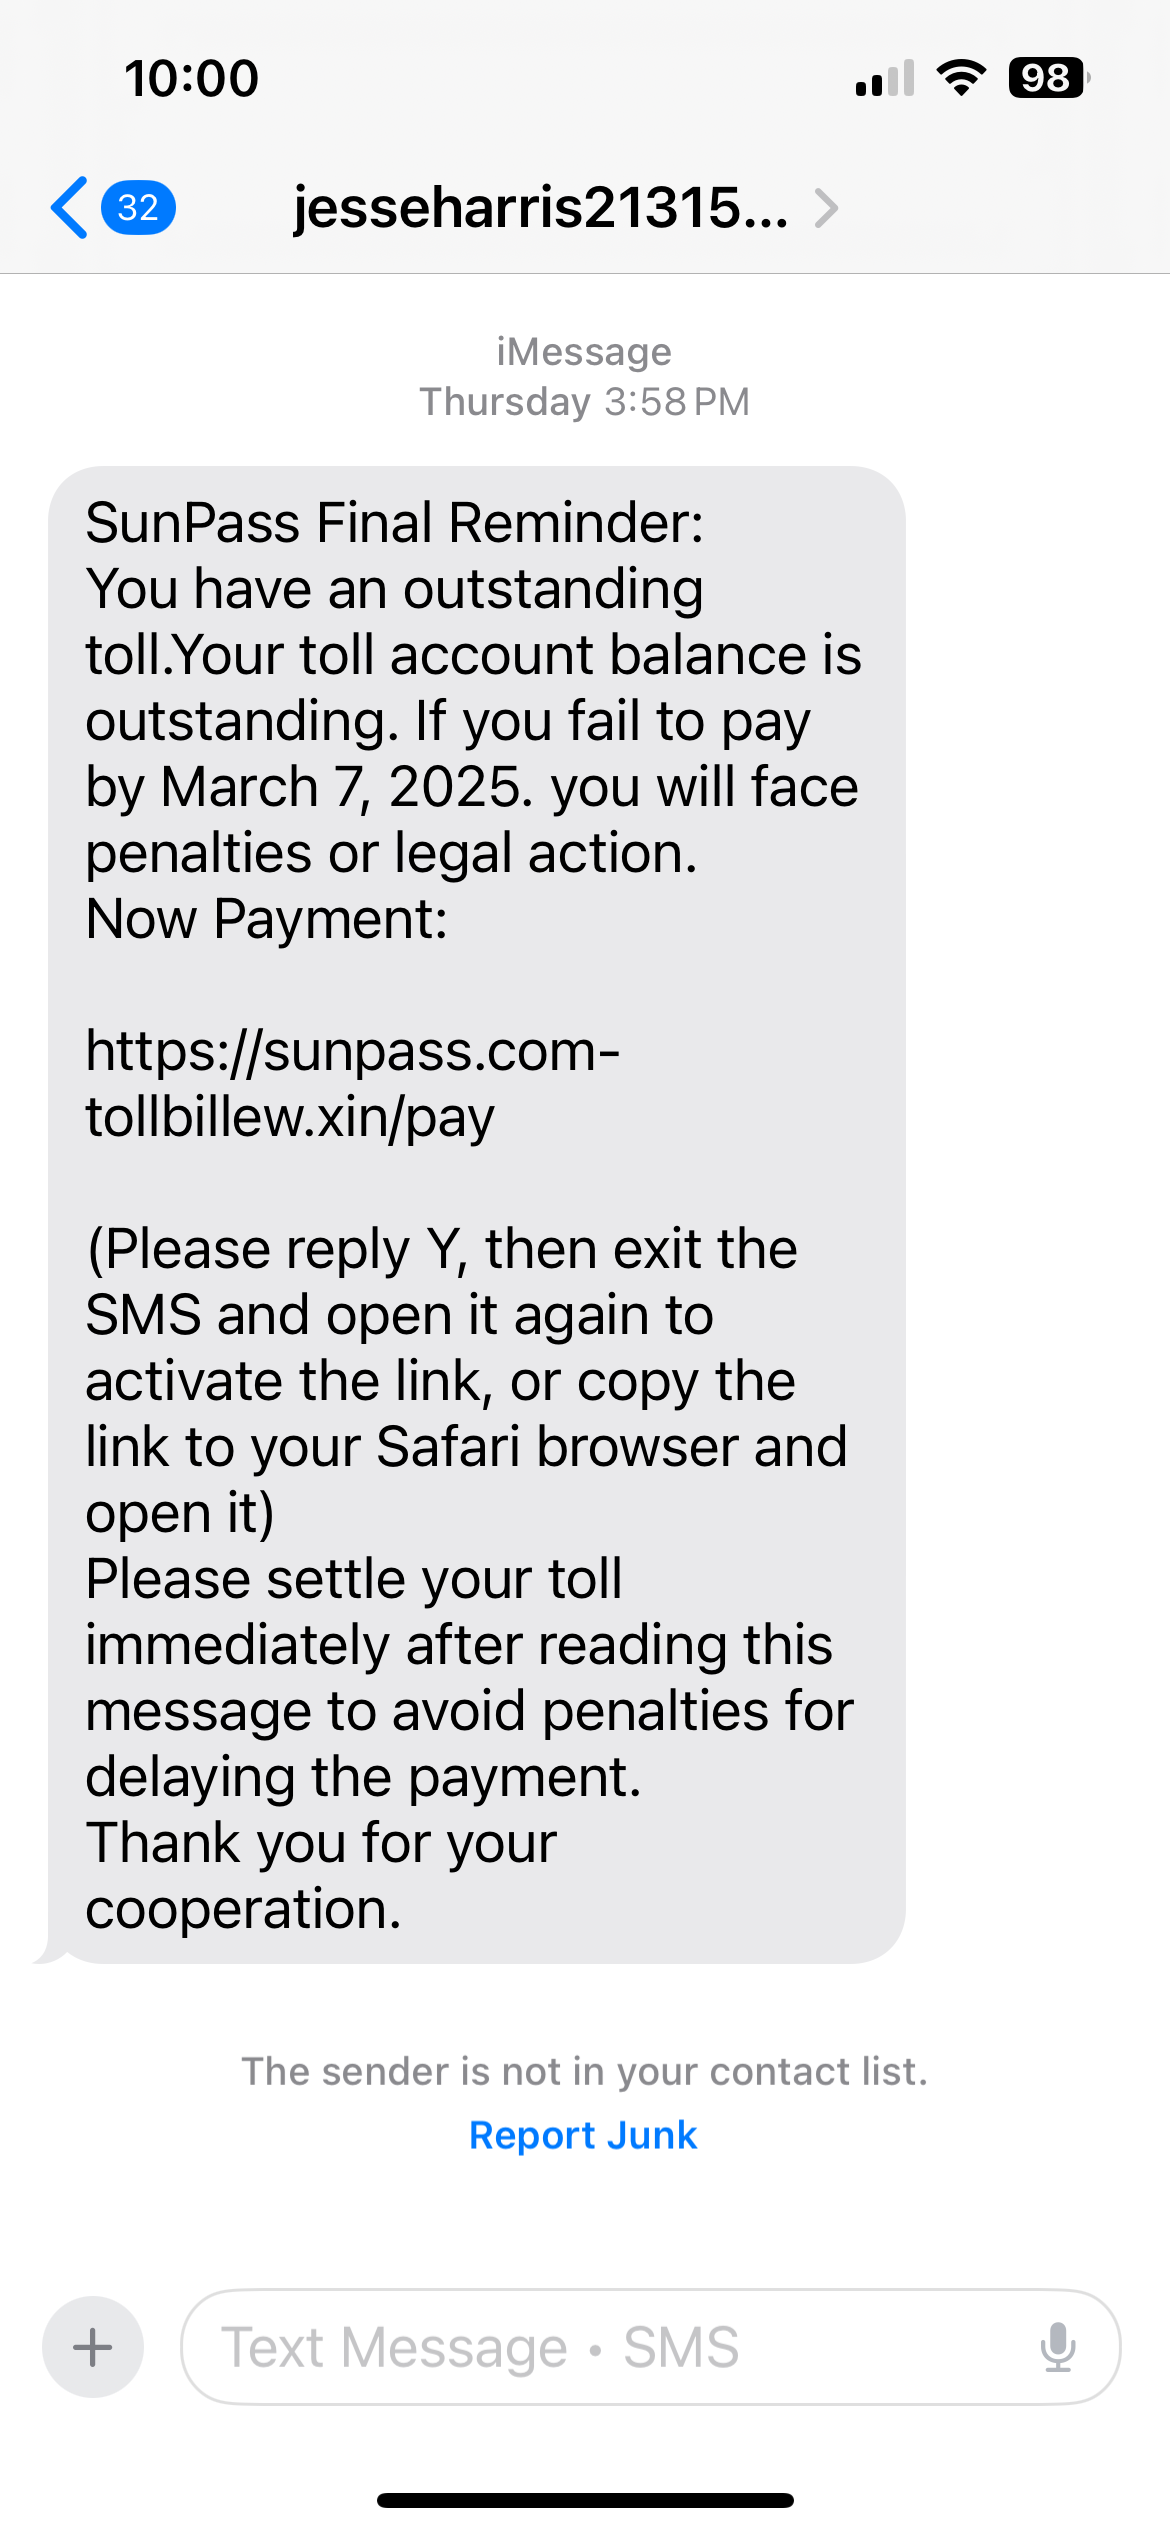 10:00
98
32
jesseharris21315...
iMessage
Thursday 3:58 PM
SunPass Final Reminder:
You have an outstanding
toll.Your toll account balance is
outstanding. If you fail to pay
by March 7, 2025. you will face
penalties or legal action.
Now Payment:
https://sunpass.com-
tollbillew.xin/pay
(Please reply Y, then exit the
SMS and open it again to
activate the link, or copy the
link to your Safari browser and
open it)
Please settle your toll
immediately after reading this
message to avoid penalties for
delaying the payment.
Thank you for your
cooperation.
The sender is not in your contact list.
Report Junk
Text Message • SMS